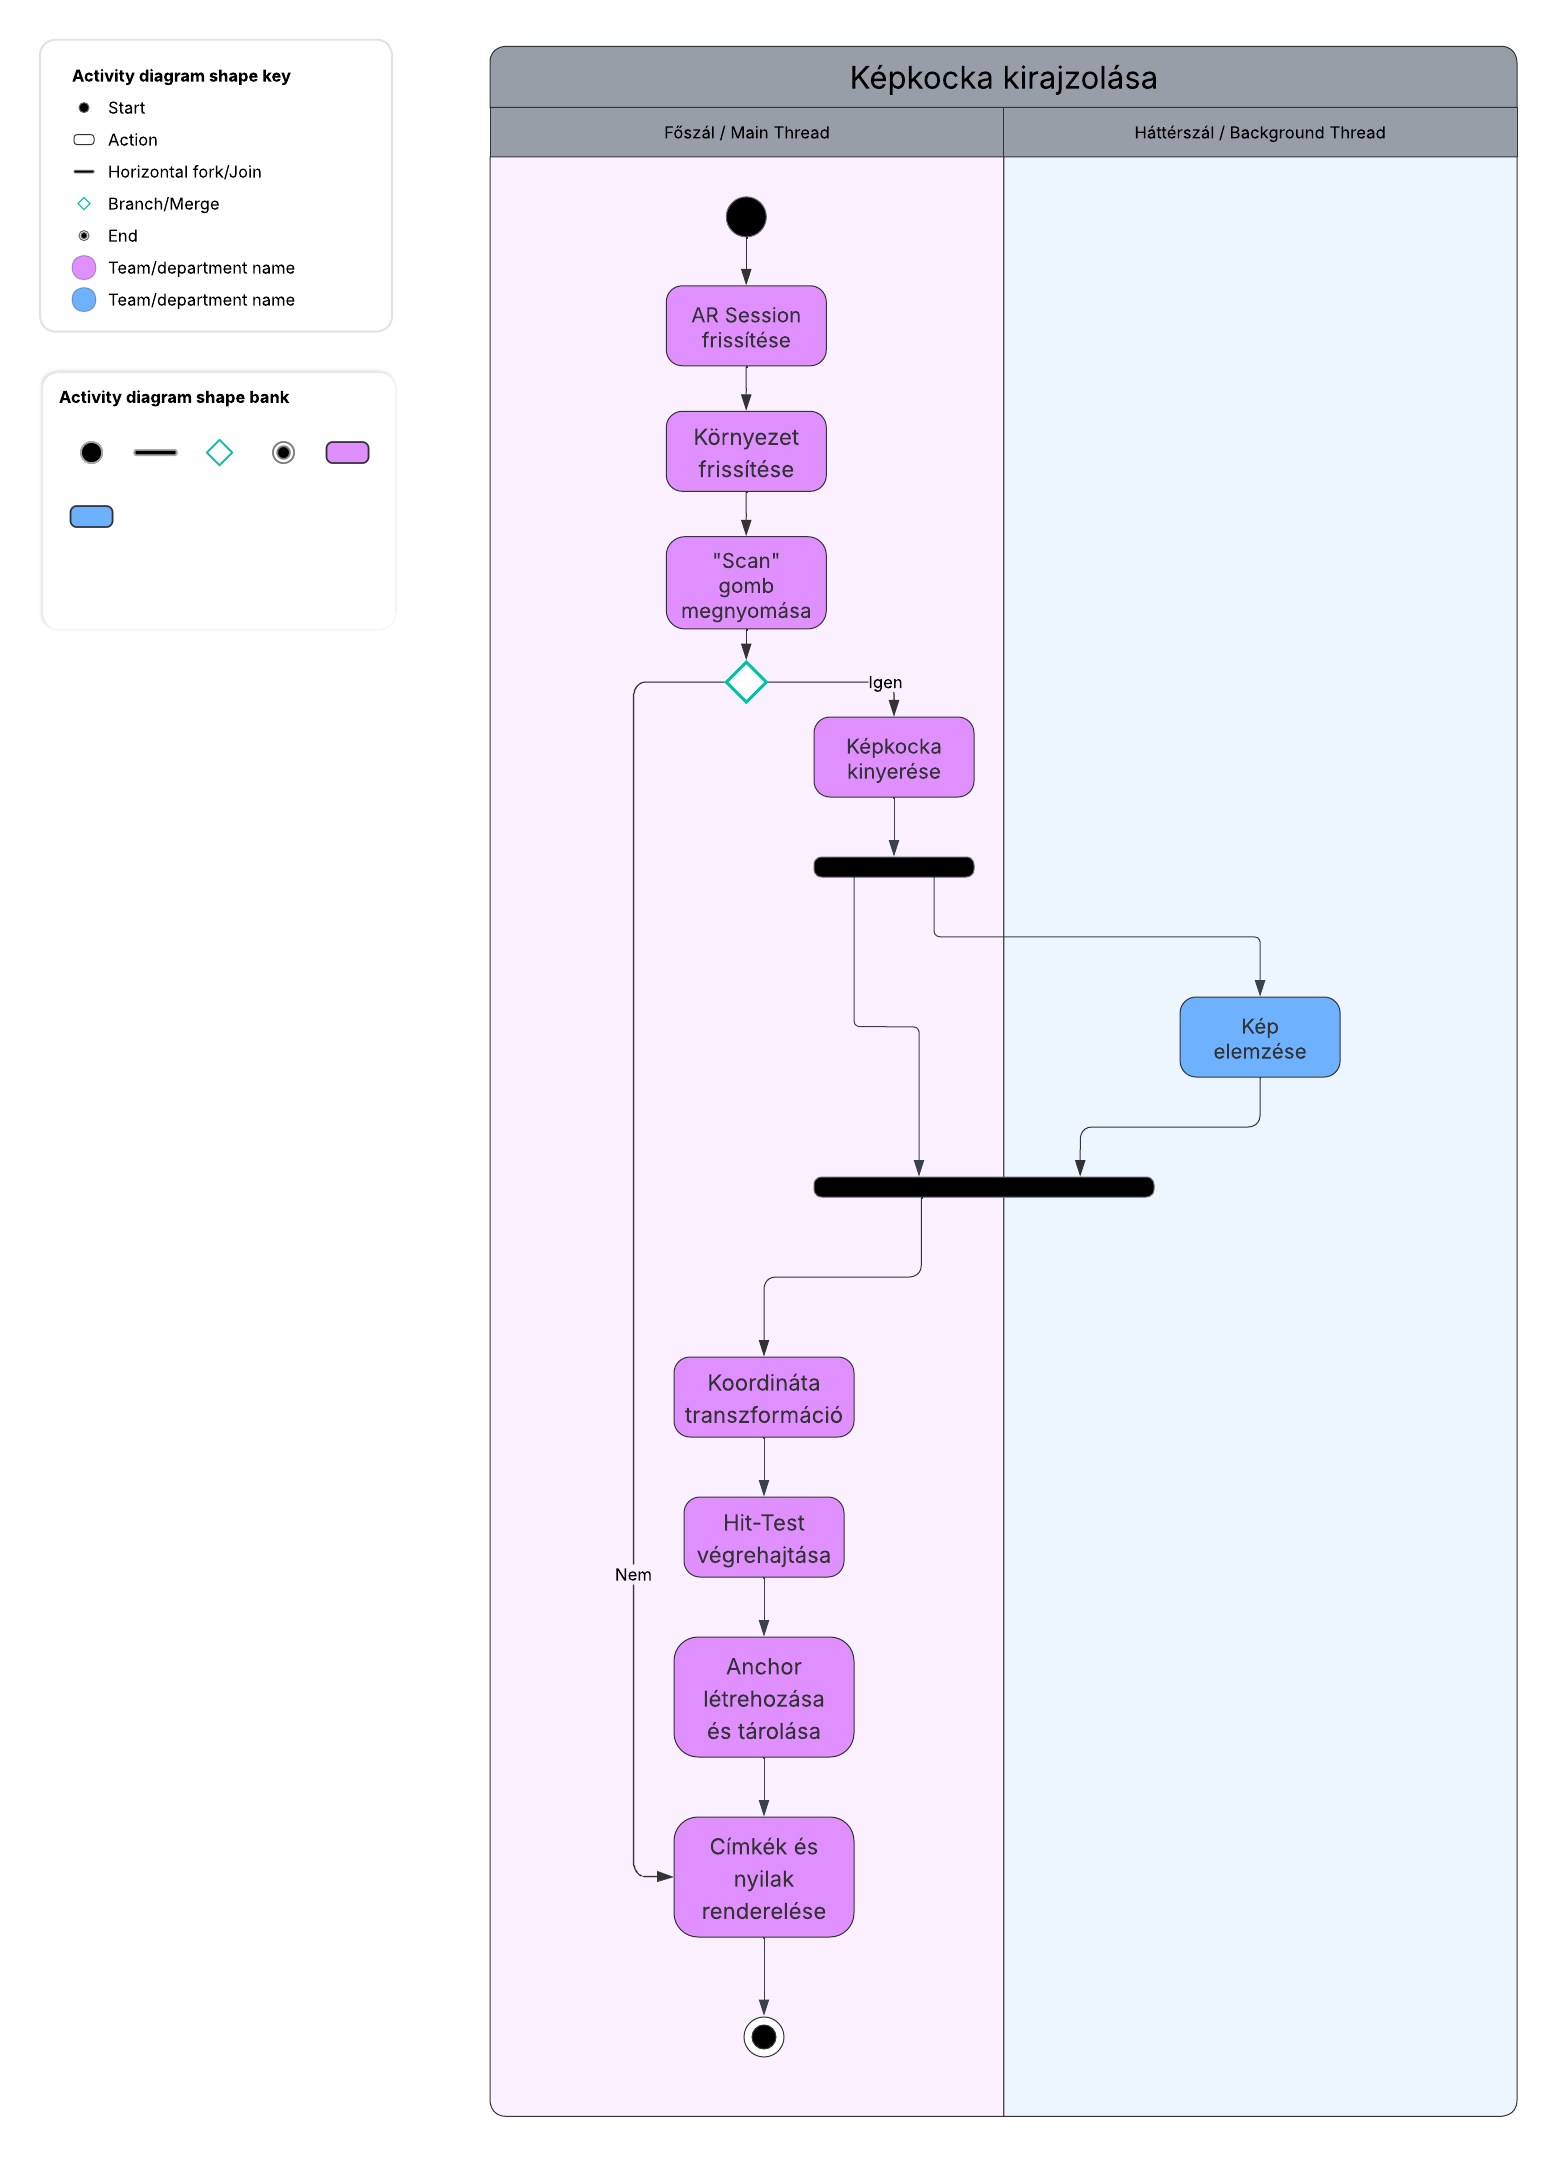 Activity diagram shape key
Start
Action
Horizontal fork/Join
Branch/Merge
End
Team/department name
Team/department name
Activity diagram shape bank
Képkocka kirajzolása
Főszál / Main Thread
Háttérszál / Background Thread
AR Session
frissítése
Környezet
frissítése
"Scan"
gomb
megnyomása
Igen
Képkocka
kinyerése
Kép
elemzése
Koordináta
transzformáció
Hit-Test
végrehajtása
Nem
Anchor
létrehozása
és tárolása
Címkék és
nyilak
renderelése